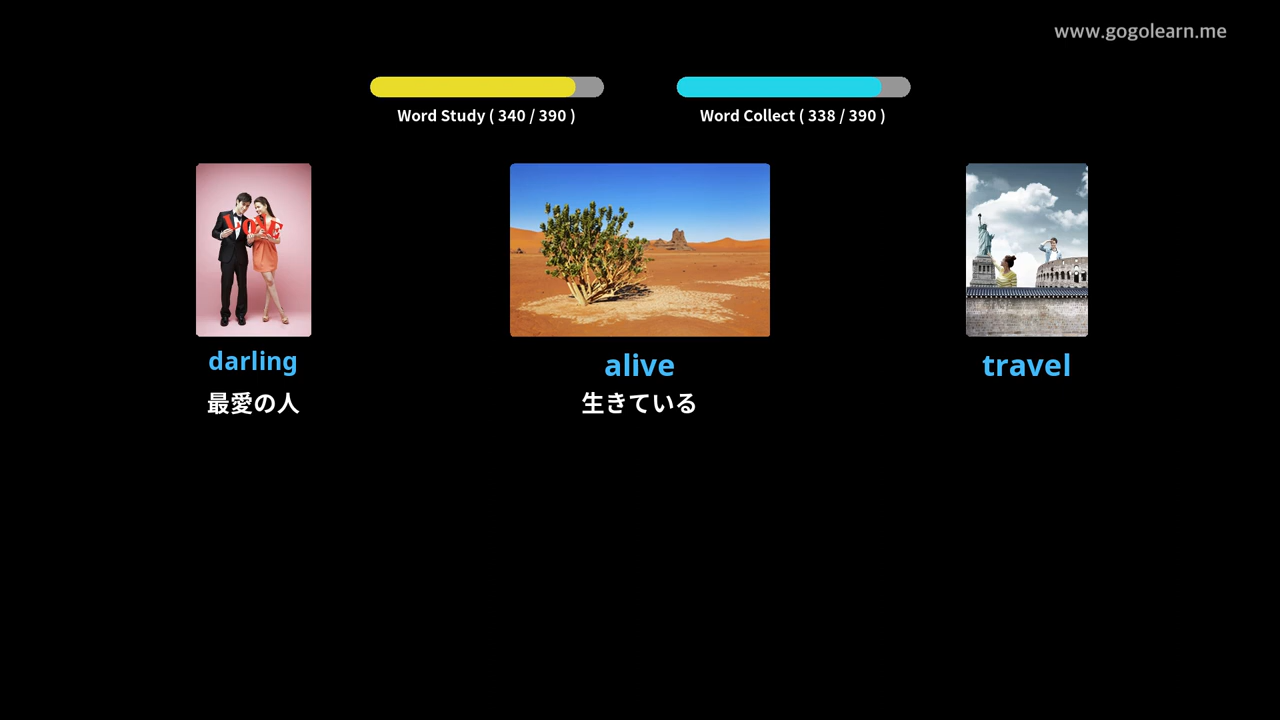 www.gogolearn.me
Word Study ( 340 / 390 )
Word Collect ( 338 / 390 )
LOVE
darling
最愛の人
alive
生きている
travel